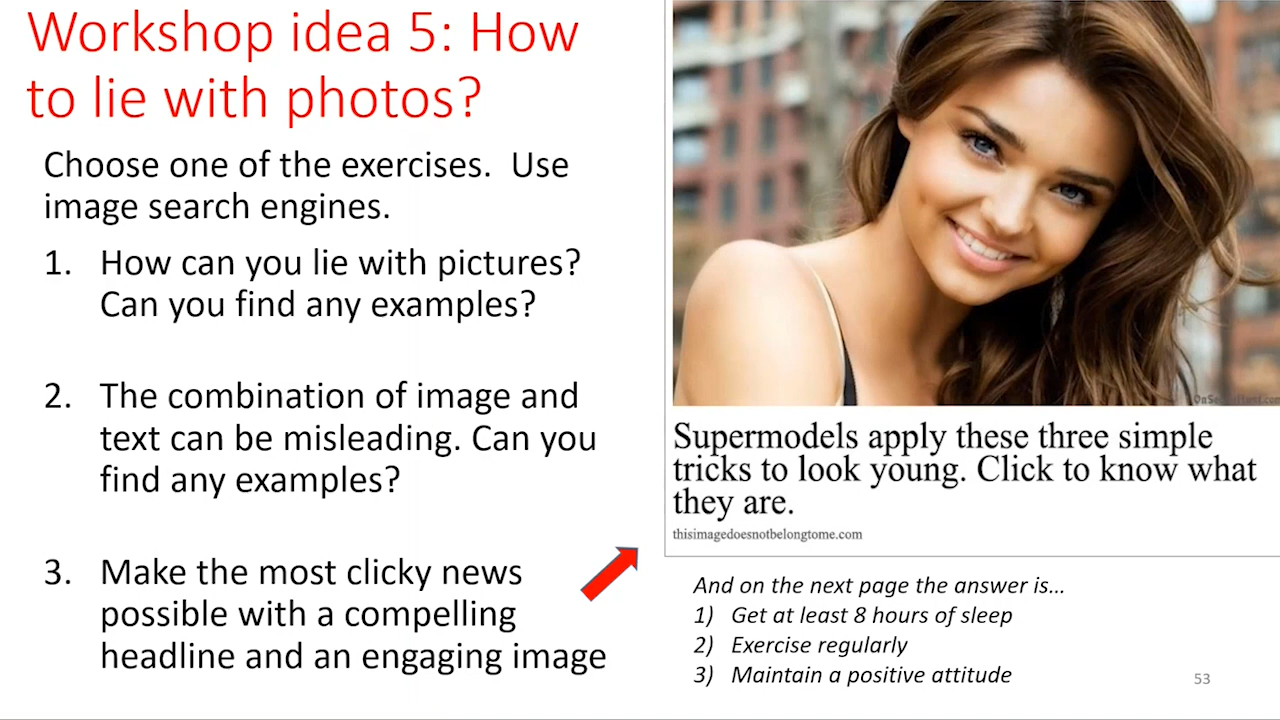 Workshop idea 5: How
to lie with photos?
Choose one of the exercises.  Use
image search engines.
1. How can you lie with pictures?
Can you find any examples?
2. The combination of image and
text can be misleading. Can you
find any examples?
3. Make the most clicky news
possible with a compelling
headline and an engaging image
Supermodels apply these three simple
tricks to look young. Click to know what
they are.
thisimagedoesnotbelongtome.com
And on the next page the answer is...
1) Get at least 8 hours of sleep
2) Exercise regularly
3) Maintain a positive attitude
53